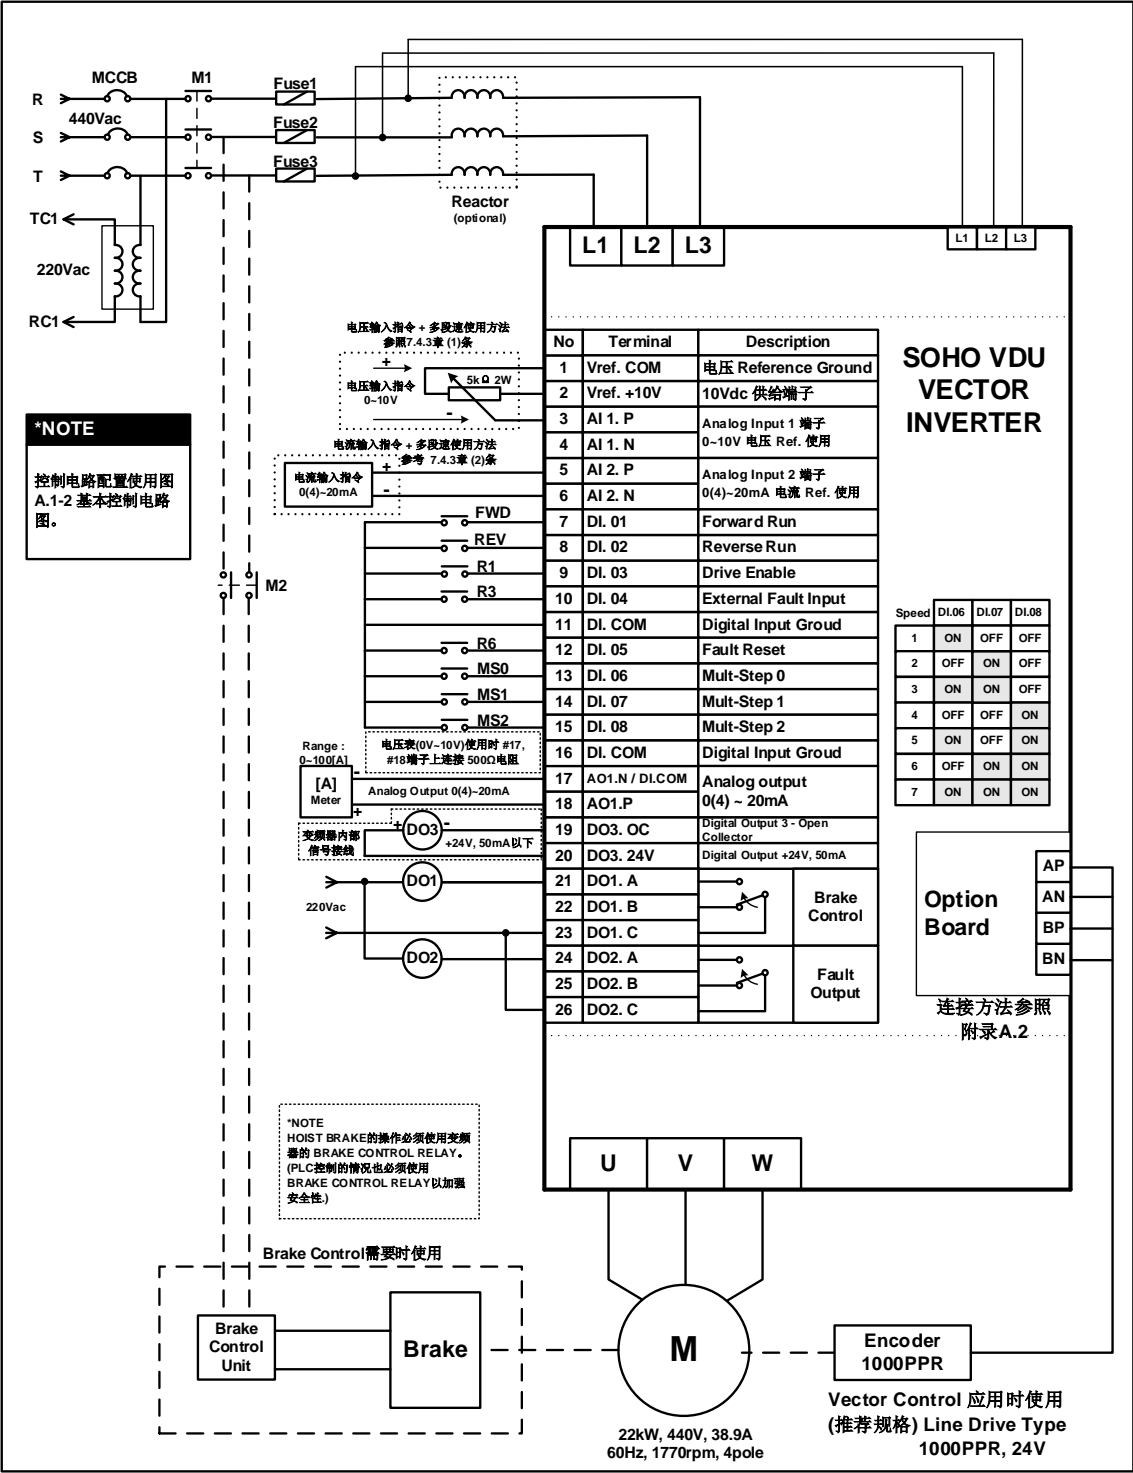 MCCB
M1
Fuse1
R
440Vac
Fuse2
S
Fuse3
T
Reactor
(optional)
TC1
220Vac
RC1
L1 L2 L3
L1 L2 L3
SOHO VDU
VECTOR
INVERTER
*NOTE
控制电路配置使用图
A.1-2 基本控制电路
图。
M2
电压输入指令 + 多段速使用方法
参照7.4.3章 (1)条
+
5kΩ 2W
电压输入指令
0~10V
-
电流输入指令 + 多段速使用方法
参考 7.4.3章 (2)条
+
电流输入指令
0(4)~20mA
-
FWD
REV
R1
R3
R6
MS0
MS1
MS2
电压表(0V~10V)使用时 #17,
#18端子上连接 500Ω电阻
Range :
0~100[A]
-
[A]
Meter
+
Analog Output 0(4)~20mA
+ DO3 -
变频器内部
信号接线
+24V, 50mA以下
DO1
220Vac
DO2
No Terminal Description
1 Vref. COM 电压 Reference Ground
2 Vref. +10V 10Vdc 供给端子
3 AI 1. P Analog Input 1 端子
4 AI 1. N 0~10V 电压 Ref. 使用
5 AI 2. P Analog Input 2 端子
6 AI 2. N 0(4)~20mA 电流 Ref. 使用
7 DI. 01 Forward Run
8 DI. 02 Reverse Run
9 DI. 03 Drive Enable
10 DI. 04 External Fault Input
11 DI. COM Digital Input Groud
12 DI. 05 Fault Reset
13 DI. 06 Mult-Step 0
14 DI. 07 Mult-Step 1
15 DI. 08 Mult-Step 2
16 DI. COM Digital Input Groud
17 AO1.N / DI.COM Analog output
18 AO1.P 0(4) ~ 20mA
19 DO3. OC Digital Output 3 - Open
Collector
20 DO3. 24V Digital Output +24V, 50mA
21 DO1. A
22 DO1. B Brake
Control
23 DO1. C
24 DO2. A
25 DO2. B Fault
Output
26 DO2. C
Speed DI.06 DI.07 DI.08
1 ON OFF OFF
2 OFF ON OFF
3 ON ON OFF
4 OFF OFF ON
5 ON OFF ON
6 OFF ON ON
7 ON ON ON
Option
Board
AP
AN
BP
BN
连接方法参照
附录A.2
*NOTE
HOIST BRAKE的操作必须使用变频
器的 BRAKE CONTROL RELAY。
(PLC控制的情况也必须使用
BRAKE CONTROL RELAY以加强
安全性.)
U V W
Brake Control需要时使用
Brake
Control
Unit
Brake
M
Encoder
1000PPR
22kW, 440V, 38.9A
60Hz, 1770rpm, 4pole
Vector Control 应用时使用
(推荐规格) Line Drive Type
1000PPR, 24V